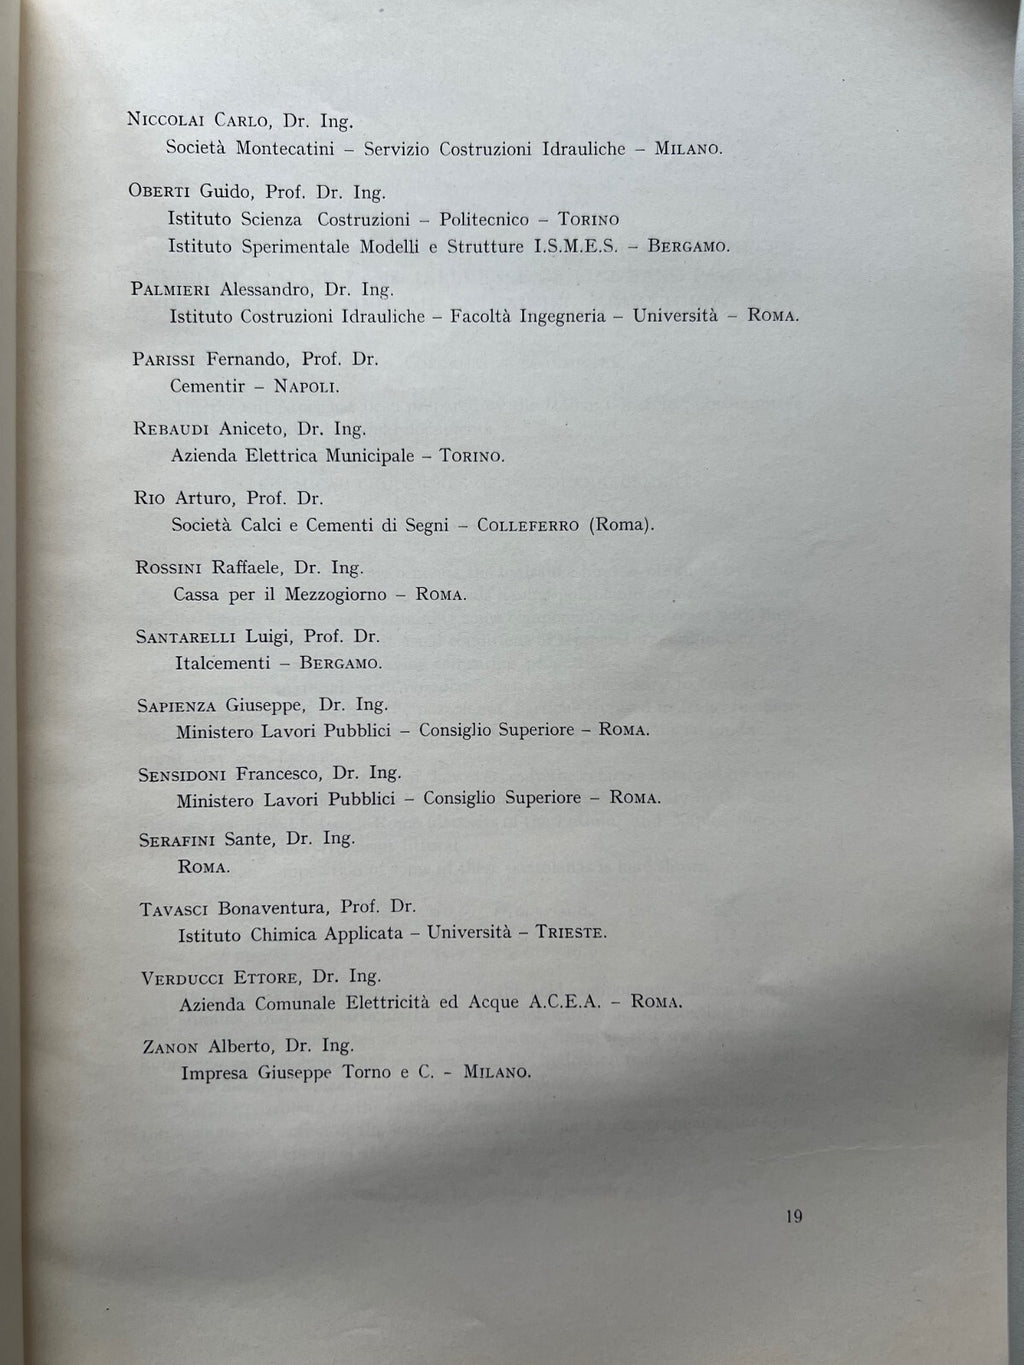 NICCOLAI CARLO, Dr. Ing.
Società Montecatini – Servizio Costruzioni Idrauliche – MILANO.
OBERTI Guido, Prof. Dr. Ing.
Istituto Scienza Costruzioni – Politecnico – TORINO
Istituto Sperimentale Modelli e Strutture I.S.M.E.S. – BERGAMO.
PALMIERI Alessandro, Dr. Ing.
Istituto Costruzioni Idrauliche – Facoltà Ingegneria – Università – ROMA.
PARISSI Fernando, Prof. Dr.
Cementir – NAPOLI.
REBAUDI Aniceto, Dr. Ing.
Azienda Elettrica Municipale – TORINO.
RIO Arturo, Prof. Dr.
Società Calci e Cementi di Segni – COLLEFERRO (Roma).
ROSSINI Raffaele, Dr. Ing.
Cassa per il Mezzogiorno – ROMA.
SANTARELLI Luigi, Prof. Dr.
Italcementi – BERGAMO.
SAPIENZA Giuseppe, Dr. Ing.
Ministero Lavori Pubblici – Consiglio Superiore – ROMA.
SENSIDONI Francesco, Dr. Ing.
Ministero Lavori Pubblici – Consiglio Superiore – ROMA.
SERAFINI Sante, Dr. Ing.
ROMA.
TAVASCI Bonaventura, Prof. Dr.
Istituto Chimica Applicata – Università – TRIESTE.
VERDUCCI ETTORE, Dr. Ing.
Azienda Comunale Elettricità ed Acque A.C.E.A. – ROMA.
ZANON Alberto, Dr. Ing.
Impresa Giuseppe Torno e C. – MILANO.
19